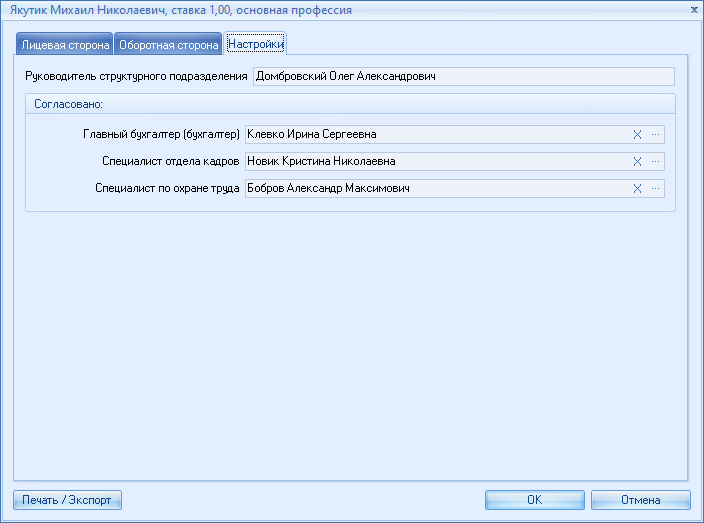 Якутик Михаил Николаевич, ставка 1,00, основная профессия
Лицевая сторона Оборотная сторона Настройки
Руководитель структурного подразделения Домбровский Олег Александрович
Согласовано:
Главный бухгалтер (бухгалтер) Клевко Ирина Сергеевна
Специалист отдела кадров Новик Кристина Николаевна
Специалист по охране труда Бобров Александр Максимович
Печать / Экспорт OK Отмена